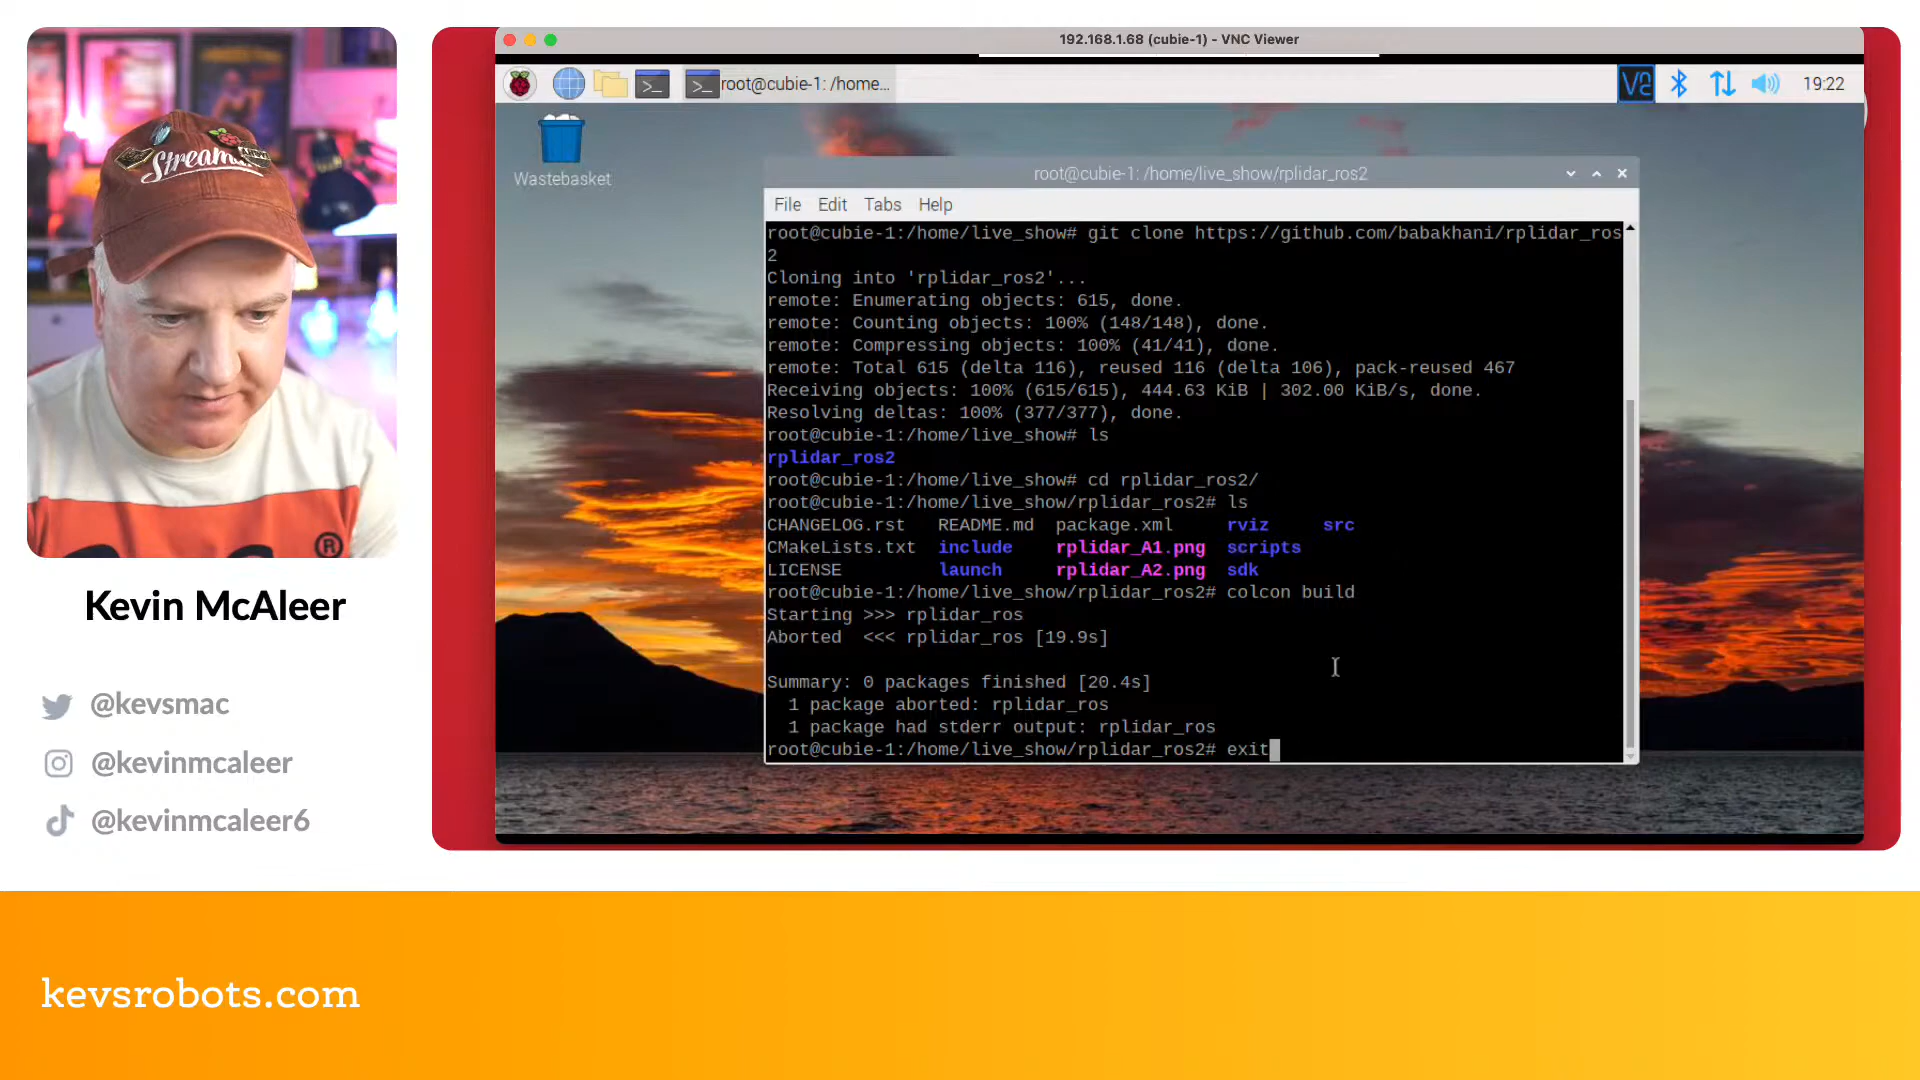 192.168.1.68 (cubie-1) - VNC Viewer
root@cubie-1: /home...
19:22
Wastebasket
root@cubie-1: /home/live_show/rplidar_ros2
File Edit Tabs Help
root@cubie-1:/home/live_show# git clone https://github.com/babakhani/rplidar_ros
2
Cloning into 'rplidar_ros2'...
remote: Enumerating objects: 615, done.
remote: Counting objects: 100% (148/148), done.
remote: Compressing objects: 100% (41/41), done.
remote: Total 615 (delta 116), reused 116 (delta 106), pack-reused 467
Receiving objects: 100% (615/615), 444.63 KiB | 302.00 KiB/s, done.
Resolving deltas: 100% (377/377), done.
root@cubie-1:/home/live_show# ls
rplidar_ros2
root@cubie-1:/home/live_show# cd rplidar_ros2/
root@cubie-1:/home/live_show/rplidar_ros2# ls
CHANGELOG.rst README.md package.xml rviz src
CMakeLists.txt include rplidar_A1.png scripts
LICENSE launch rplidar_A2.png sdk
root@cubie-1:/home/live_show/rplidar_ros2# colcon build
Starting >>> rplidar_ros
Aborted <<< rplidar_ros [19.9s]
Summary: 0 packages finished [20.4s]
1 package aborted: rplidar_ros
1 package had stderr output: rplidar_ros
root@cubie-1:/home/live_show/rplidar_ros2# exit
Kevin McAleer
@kevsmac
@kevinmcaleer
@kevinmcaleer6
kevsrobots.com